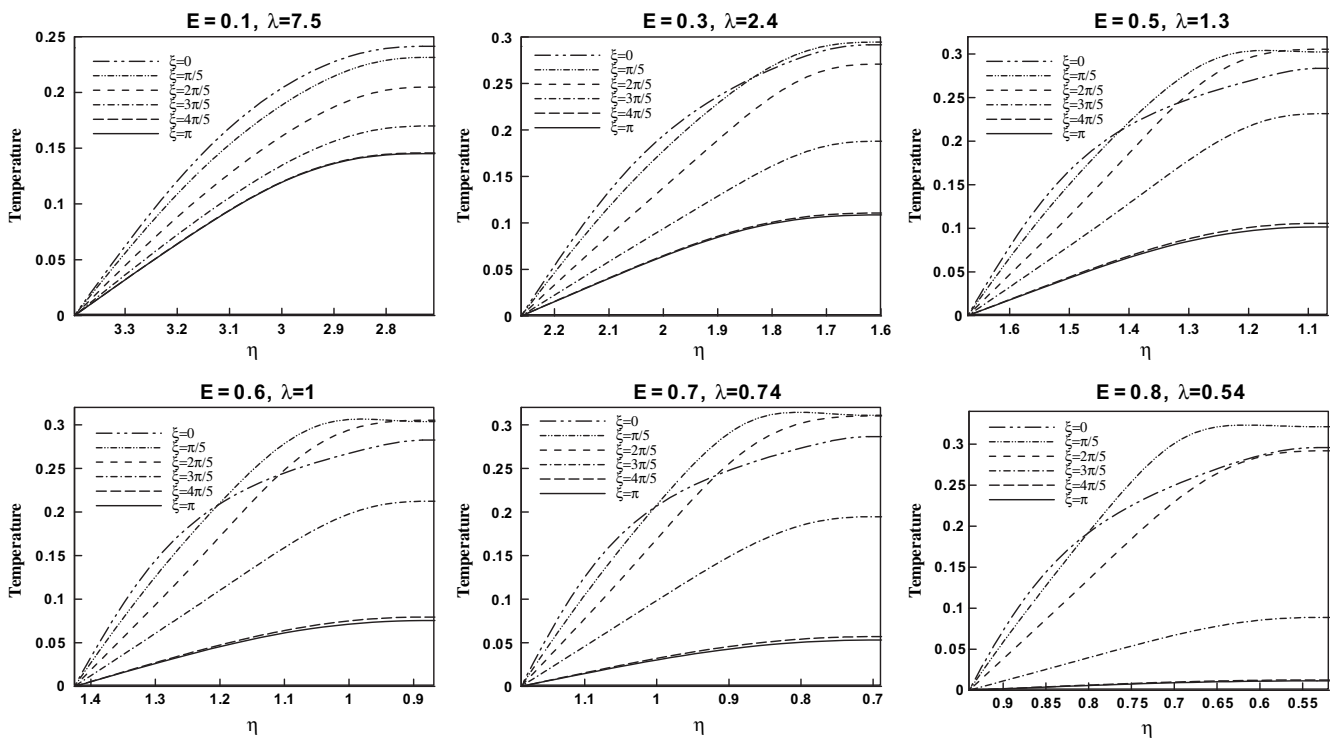 E = 0.1, λ=7.5
0.25
0.2
0.15
0.1
0.05
0
Temperature
ξ=0
ξ=π/5
ξ=2π/5
ξ=3π/5
ξ=4π/5
ξ=π
3.3 3.2 3.1 3 2.9 2.8
η
E = 0.3, λ=2.4
0.3
0.25
0.2
0.15
0.1
0.05
0
Temperature
ξ=0
ξ=π/5
ξ=2π/5
ξ=3π/5
ξ=4π/5
ξ=π
2.2 2.1 2 1.9 1.8 1.7 1.6
η
E = 0.5, λ=1.3
0.3
0.25
0.2
0.15
0.1
0.05
0
Temperature
ξ=0
ξ=π/5
ξ=2π/5
ξ=3π/5
ξ=4π/5
ξ=π
1.6 1.5 1.4 1.3 1.2 1.1
η
E = 0.6, λ=1
0.3
0.25
0.2
0.15
0.1
0.05
0
Temperature
ξ=0
ξ=π/5
ξ=2π/5
ξ=3π/5
ξ=4π/5
ξ=π
1.4 1.3 1.2 1.1 1 0.9
η
E = 0.7, λ=0.74
0.3
0.25
0.2
0.15
0.1
0.05
0
Temperature
ξ=0
ξ=π/5
ξ=2π/5
ξ=3π/5
ξ=4π/5
ξ=π
1.1 1 0.9 0.8 0.7
η
E = 0.8, λ=0.54
0.3
0.25
0.2
0.15
0.1
0.05
0
Temperature
ξ=0
ξ=π/5
ξ=2π/5
ξ=3π/5
ξ=4π/5
ξ=π
0.9 0.85 0.8 0.75 0.7 0.65 0.6 0.55
η